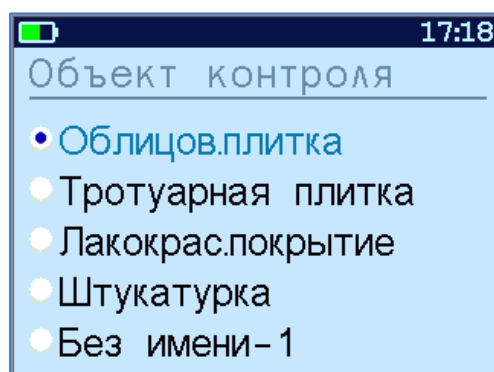 17:18
Объект контроля
Облицов.плитка
Тротуарная плитка
Лакокрас.покрытие
Штукатурка
Без имени-1